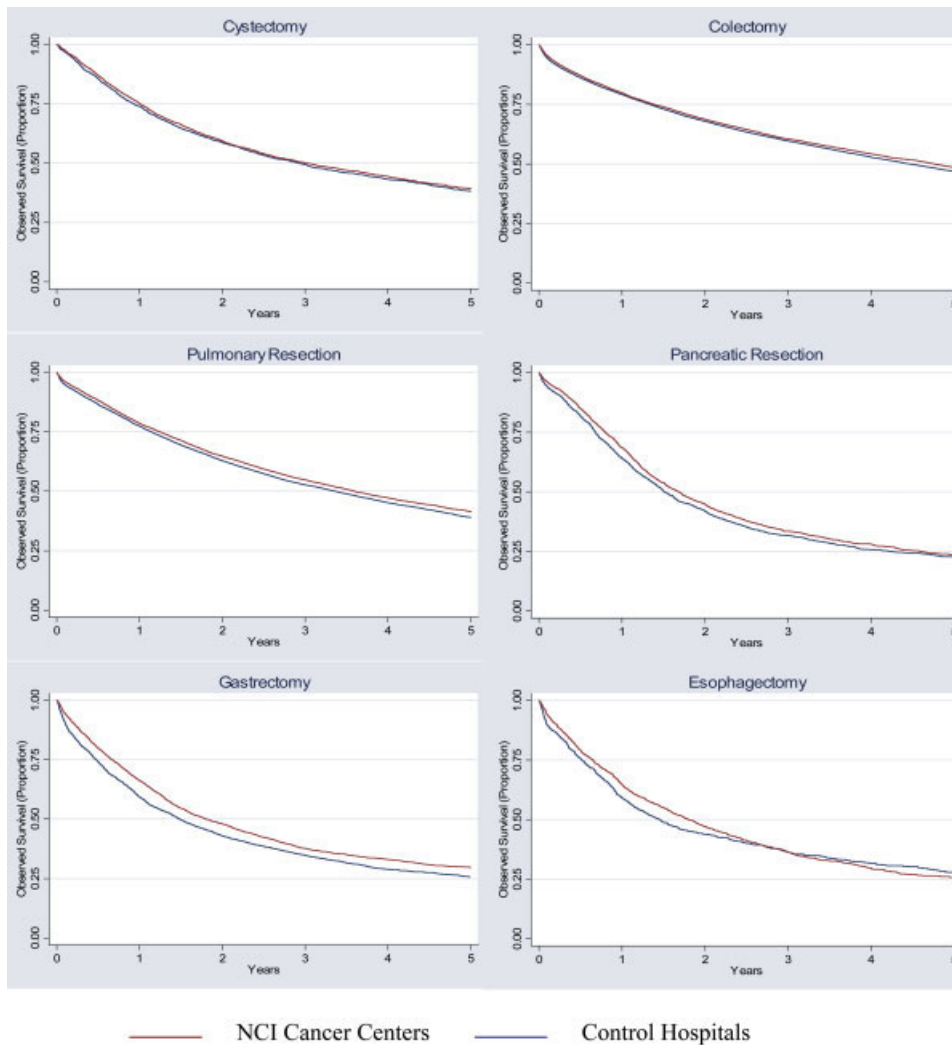 Cystectomy
Observed Survival (Proportion)
0.00 0.25 0.50 0.75 1.00
0 1 2 3 4 5
Years
Colectomy
Observed Survival (Proportion)
0.00 0.25 0.50 0.75 1.00
0 1 2 3 4 5
Years
Pulmonary Resection
Observed Survival (Proportion)
0.00 0.25 0.50 0.75 1.00
0 1 2 3 4 5
Years
Pancreatic Resection
Observed Survival (Proportion)
0.00 0.25 0.50 0.75 1.00
0 1 2 3 4
Years
Gastrectomy
Observed Survival (Proportion)
0.00 0.25 0.50 0.75 1.00
0 1 2 3 4 5
Years
Esophagectomy
Observed Survival (Proportion)
0.00 0.25 0.50 0.75 1.00
0 1 2 3 4
Years
NCI Cancer Centers Control Hospitals